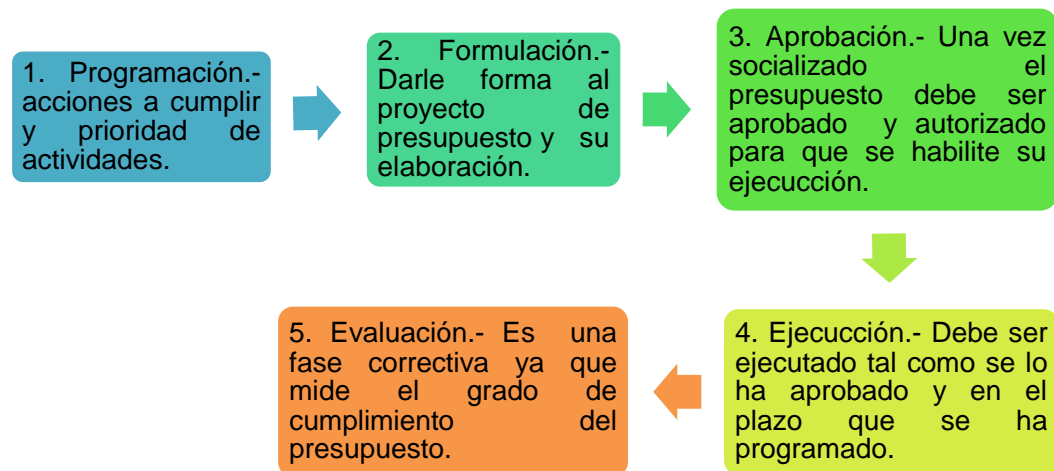 1. Programación.-
acciones a cumplir
y prioridad de
actividades.
2. Formulación.-
Darle forma al
proyecto de
presupuesto y su
elaboración.
3. Aprobación.- Una vez
socializado el
presupuesto debe ser
aprobado y autorizado
para que se habilite su
ejecucción.
4. Ejecucción.- Debe ser
ejecutado tal como se lo
ha aprobado y en el
plazo que se ha
programado.
5. Evaluación.- Es una
fase correctiva ya que
mide el grado de
cumplimiento del
presupuesto.